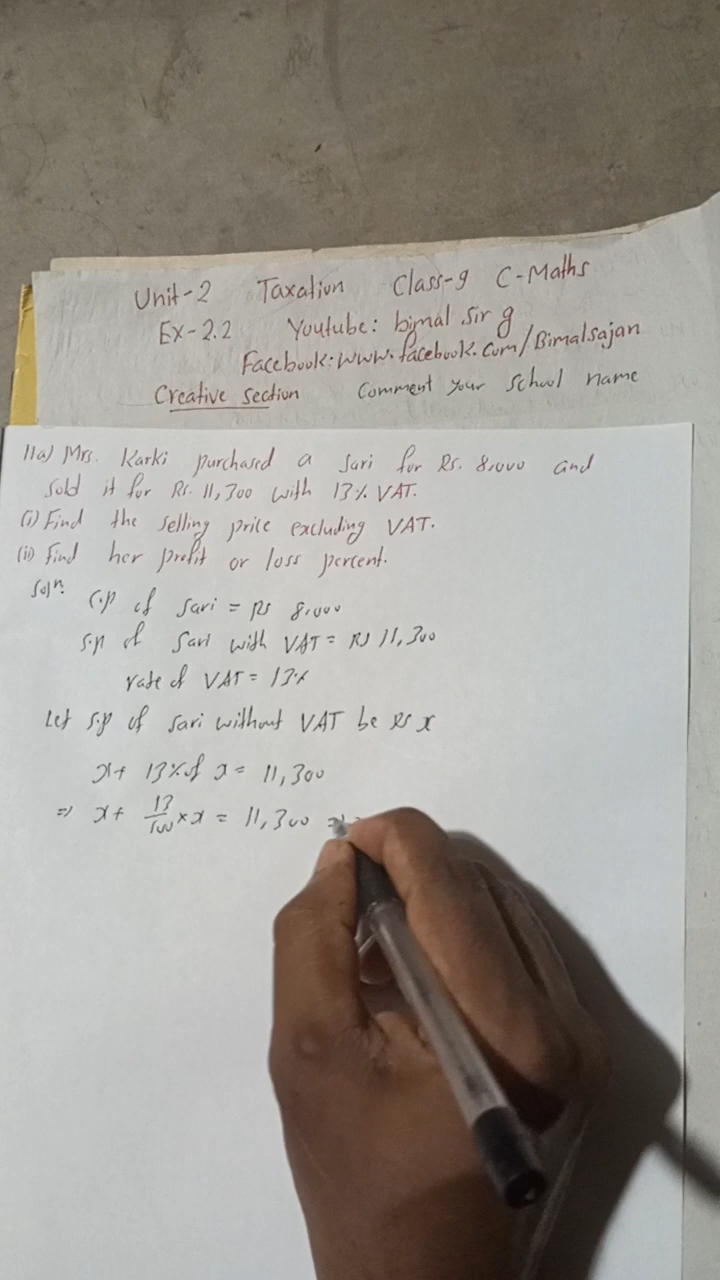 Unit-2 Taxation Class-9 C-Maths
Ex-2.2 Youtube: bimal sir g
Facebook: www.facebook.com/Bimalsajan
Creative section Comment your school name
11a) Mrs. Karki purchased a sari for Rs. 8,000 and
sold it for Rs. 11,300 with 13% VAT.
(i) Find the selling price excluding VAT.
(ii) Find her profit or loss percent.
Soln.
C.P of sari = Rs 8,000
S.P of sari with VAT = Rs 11,300
rate of VAT = 13%
Let S.P of sari without VAT be Rs x
x + 13% of x = 11,300
⇒ x + 13/100 × x = 11,300